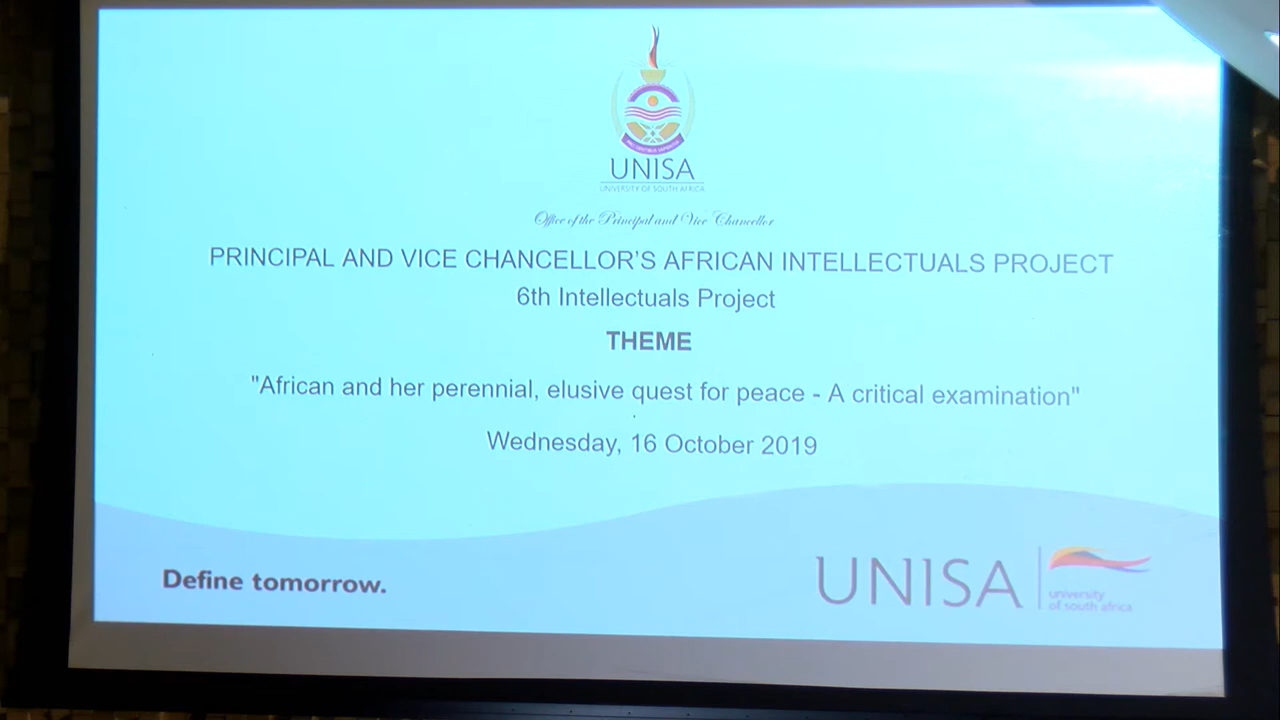 UNISA
UNIVERSITY OF SOUTH AFRICA
Office of the Principal and Vice Chancellor
PRINCIPAL AND VICE CHANCELLOR'S AFRICAN INTELLECTUALS PROJECT
6th Intellectuals Project
THEME
"African and her perennial, elusive quest for peace - A critical examination"
Wednesday, 16 October 2019
Define tomorrow.
UNISA
university
of south africa